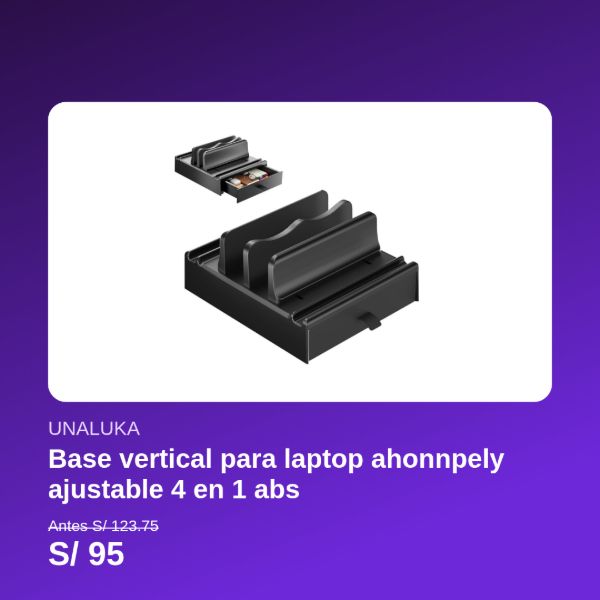 UNALUKA
Base vertical para laptop ahonnpely
ajustable 4 en 1 abs
Antes S/ 123.75
S/ 95